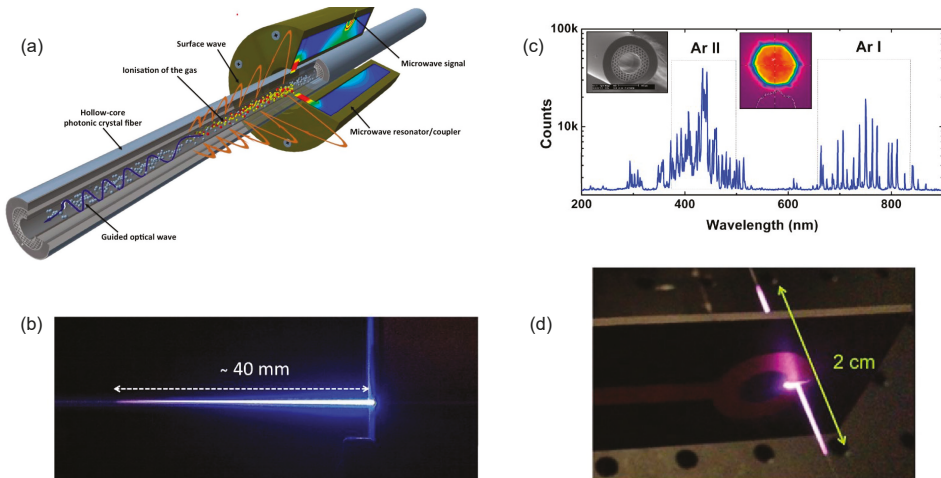 (a)
Surface wave
Ionisation of the gas
Hollow-core
photonic crystal fiber
Guided optical wave
Microwave signal
Microwave resonator/coupler
(b)
~ 40 mm
(c)
100k
10k
Counts
Ar II
Ar I
200
400
600
800
Wavelength (nm)
(d)
2 cm